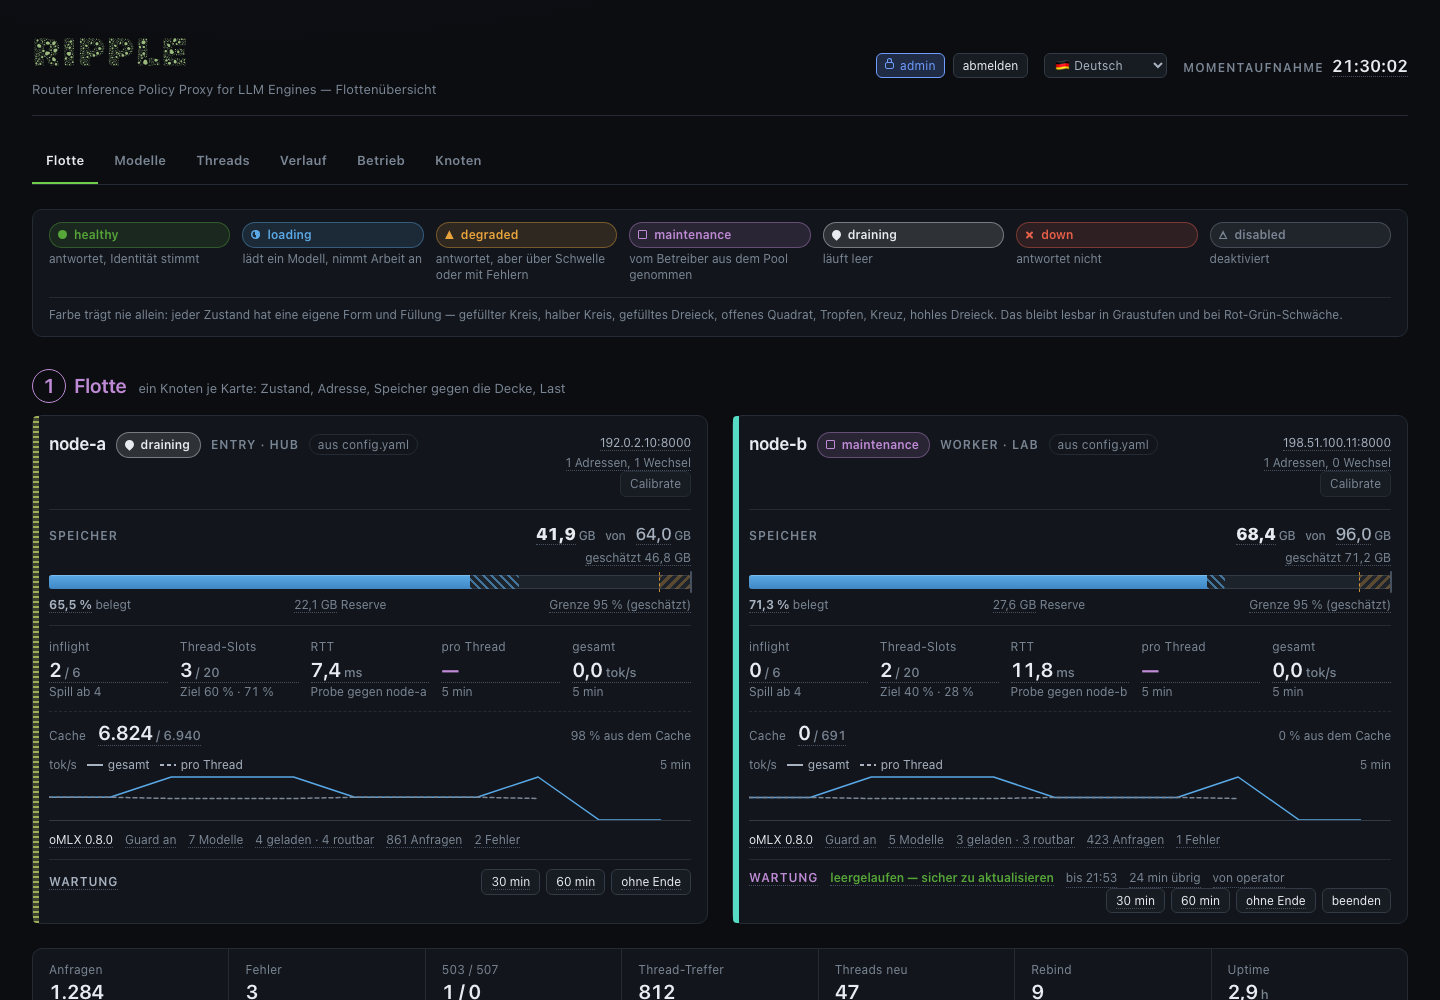 RIPPLE
admin abmelden Deutsch MOMENTAUFNAHME 21:30:02
Router Inference Policy Proxy for LLM Engines — Flottenübersicht
Flotte Modelle Threads Verlauf Betrieb Knoten
healthy loading degraded maintenance draining down disabled
antwortet, Identität stimmt lädt ein Modell, nimmt Arbeit an antwortet, aber über Schwelle vom Betreiber aus dem Pool läuft leer antwortet nicht deaktiviert
oder mit Fehlern genommen
Farbe trägt nie allein: jeder Zustand hat eine eigene Form und Füllung — gefüllter Kreis, halber Kreis, gefülltes Dreieck, offenes Quadrat, Tropfen, Kreuz, hohles Dreieck. Das bleibt lesbar in Graustufen und bei Rot-Grün-Schwäche.
1 Flotte ein Knoten je Karte: Zustand, Adresse, Speicher gegen die Decke, Last
node-a draining ENTRY · HUB aus config.yaml 192.0.2.10:8000
1 Adressen, 1 Wechsel
Calibrate
SPEICHER 41,9 GB von 64,0 GB
geschätzt 46,8 GB
65,5 % belegt 22,1 GB Reserve Grenze 95 % (geschätzt)
inflight Thread-Slots RTT pro Thread gesamt
2 / 6 3 / 20 7,4 ms — 0,0 tok/s
Spill ab 4 Ziel 60 % · 71 % Probe gegen node-a 5 min 5 min
Cache 6.824 / 6.940 98 % aus dem Cache
tok/s gesamt pro Thread 5 min
oMLX 0.8.0 Guard an 7 Modelle 4 geladen · 4 routbar 861 Anfragen 2 Fehler
WARTUNG 30 min 60 min ohne Ende
node-b maintenance WORKER · LAB aus config.yaml 198.51.100.11:8000
1 Adressen, 0 Wechsel
Calibrate
SPEICHER 68,4 GB von 96,0 GB
geschätzt 71,2 GB
71,3 % belegt 27,6 GB Reserve Grenze 95 % (geschätzt)
inflight Thread-Slots RTT pro Thread gesamt
0 / 6 2 / 20 11,8 ms — 0,0 tok/s
Spill ab 4 Ziel 40 % · 28 % Probe gegen node-b 5 min 5 min
Cache 0 / 691 0 % aus dem Cache
tok/s gesamt pro Thread 5 min
oMLX 0.8.0 Guard an 5 Modelle 3 geladen · 3 routbar 423 Anfragen 1 Fehler
WARTUNG leergelaufen — sicher zu aktualisieren bis 21:53 24 min übrig von operator
30 min 60 min ohne Ende beenden
Anfragen Fehler 503 / 507 Thread-Treffer Threads neu Rebind Uptime
1.284 3 1 / 0 812 47 9 2,9 h